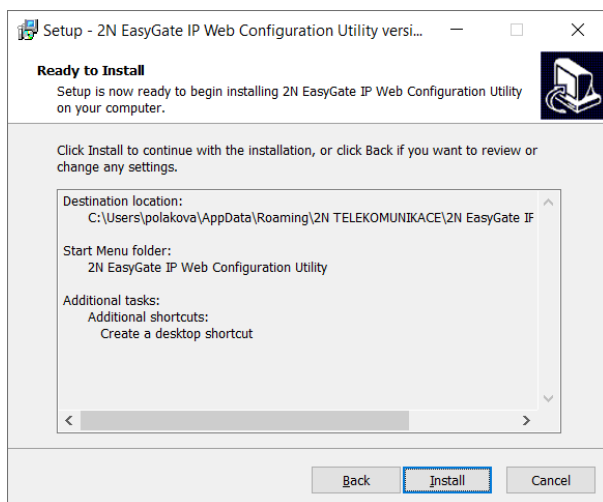 Setup - 2N EasyGate IP Web Configuration Utility versi...
Ready to Install
Setup is now ready to begin installing 2N EasyGate IP Web Configuration Utility
on your computer.
Click Install to continue with the installation, or click Back if you want to review or
change any settings.
Destination location:
C:\Users\polakova\AppData\Roaming\2N TELEKOMUNIKACE\2N EasyGate IF
Start Menu folder:
2N EasyGate IP Web Configuration Utility
Additional tasks:
Additional shortcuts:
Create a desktop shortcut
Back
Install
Cancel